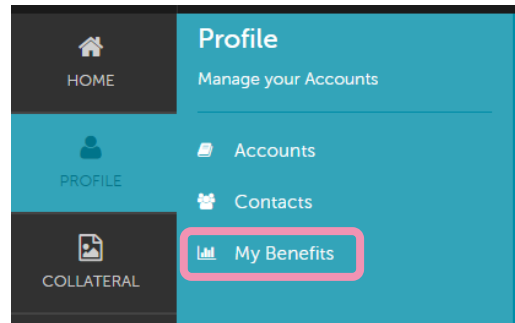 HOME
PROFILE
COLLATERAL
Profile
Manage your Accounts
Accounts
Contacts
My Benefits